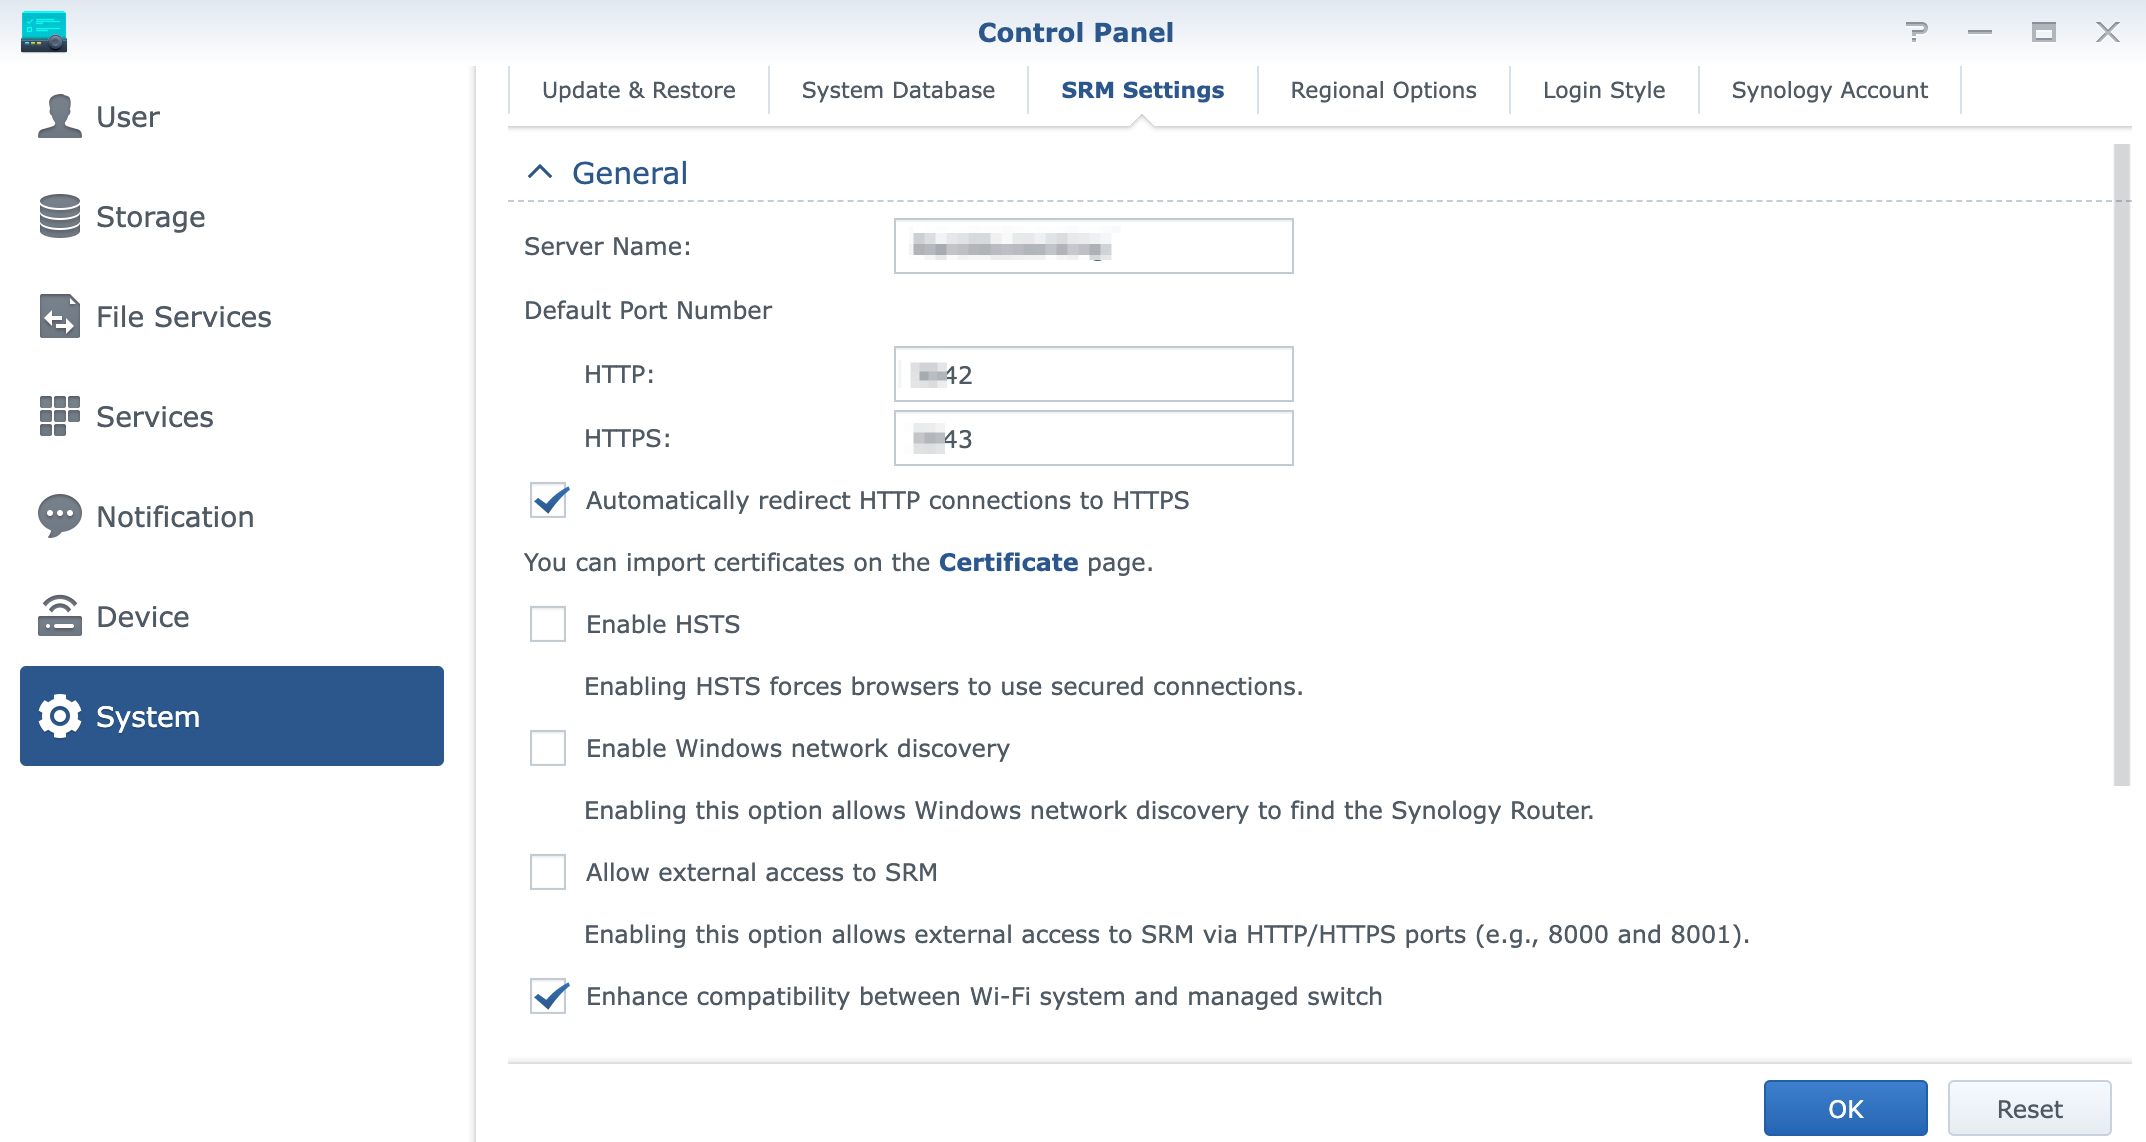 Control Panel
User
Storage
File Services
Services
Notification
Device
System
Update & Restore
System Database
SRM Settings
Regional Options
Login Style
Synology Account
General
Server Name:
Default Port Number
HTTP: 42
HTTPS: 43
Automatically redirect HTTP connections to HTTPS
You can import certificates on the Certificate page.
Enable HSTS
Enabling HSTS forces browsers to use secured connections.
Enable Windows network discovery
Enabling this option allows Windows network discovery to find the Synology Router.
Allow external access to SRM
Enabling this option allows external access to SRM via HTTP/HTTPS ports (e.g., 8000 and 8001).
Enhance compatibility between Wi-Fi system and managed switch
OK
Reset